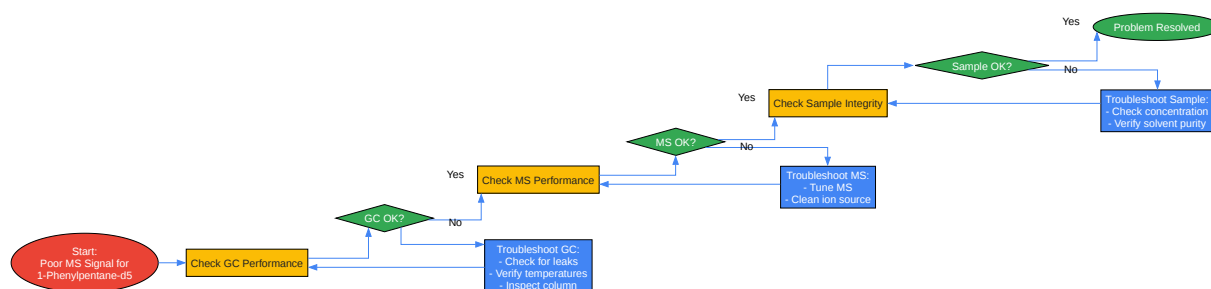 Start:
Poor MS Signal for
1-Phenylpentane-d5
Check GC Performance
GC OK?
Yes
No
Troubleshoot GC:
- Check for leaks
- Verify temperatures
- Inspect column
Check MS Performance
MS OK?
Yes
No
Troubleshoot MS:
- Tune MS
- Clean ion source
Check Sample Integrity
Sample OK?
Yes
No
Troubleshoot Sample:
- Check concentration
- Verify solvent purity
Problem Resolved